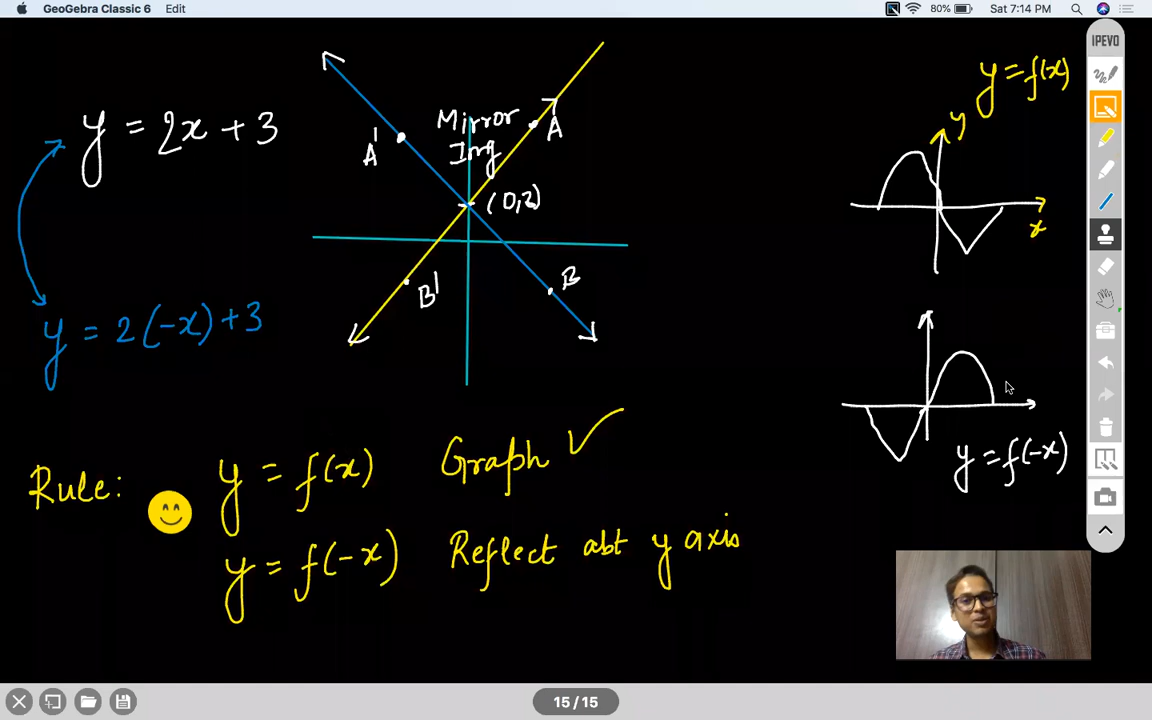 GeoGebra Classic 6 Edit
80% Sat 7:14 PM
IPEVO
y = f(x)
y
x
y = 2x + 3
Mirror
Img
A
A'
(0,2)
B
B'
y = 2(-x) + 3
y = f(-x)
Rule: y = f(x) Graph ✓
y = f(-x) Reflect abt y axis
15 / 15